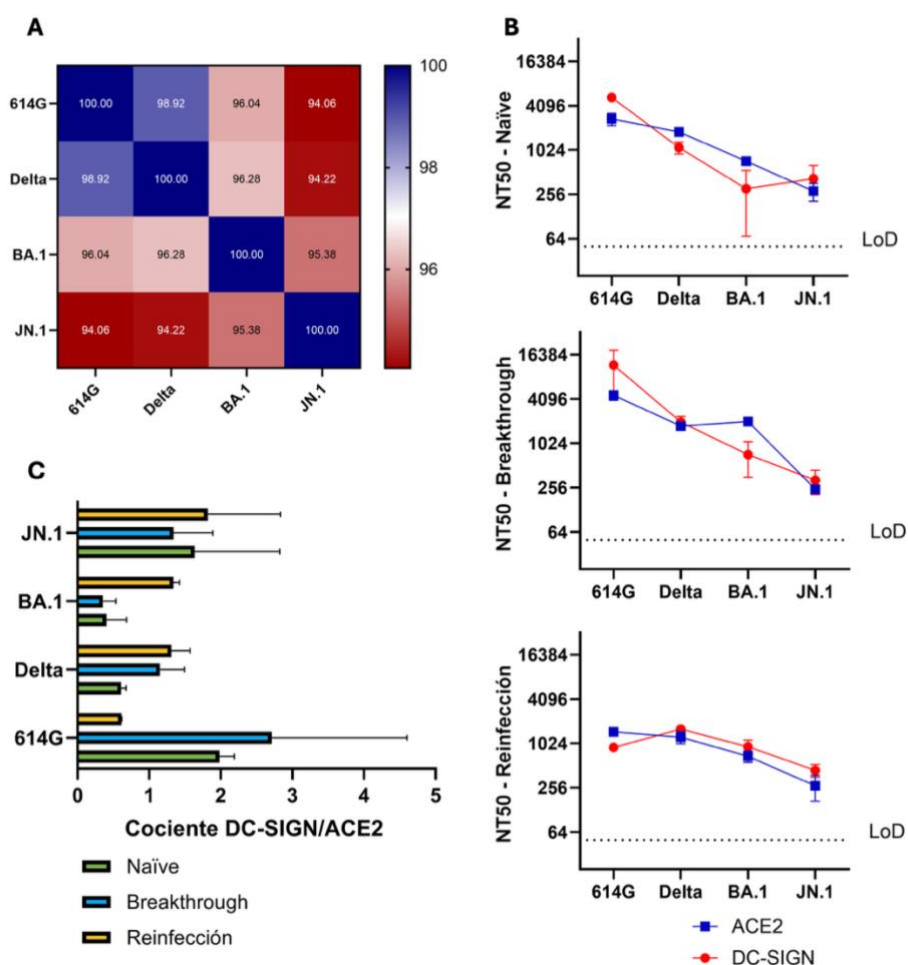 A
614G
Delta
BA.1
JN.1
100.00 98.92 96.04 94.06
98.92 100.00 96.28 94.22
96.04 96.28 100.00 95.38
94.06 94.22 95.38 100.00
614G Delta BA.1 JN.1
100
98
96
B
NT50 - Naïve
16384
4096
1024
256
64
LoD
614G Delta BA.1 JN.1
NT50 - Breakthrough
16384
4096
1024
256
64
LoD
614G Delta BA.1 JN.1
NT50 - Reinfección
16384
4096
1024
256
64
LoD
614G Delta BA.1 JN.1
ACE2
DC-SIGN
C
JN.1
BA.1
Delta
614G
0 1 2 3 4 5
Cociente DC-SIGN/ACE2
Naïve
Breakthrough
Reinfección